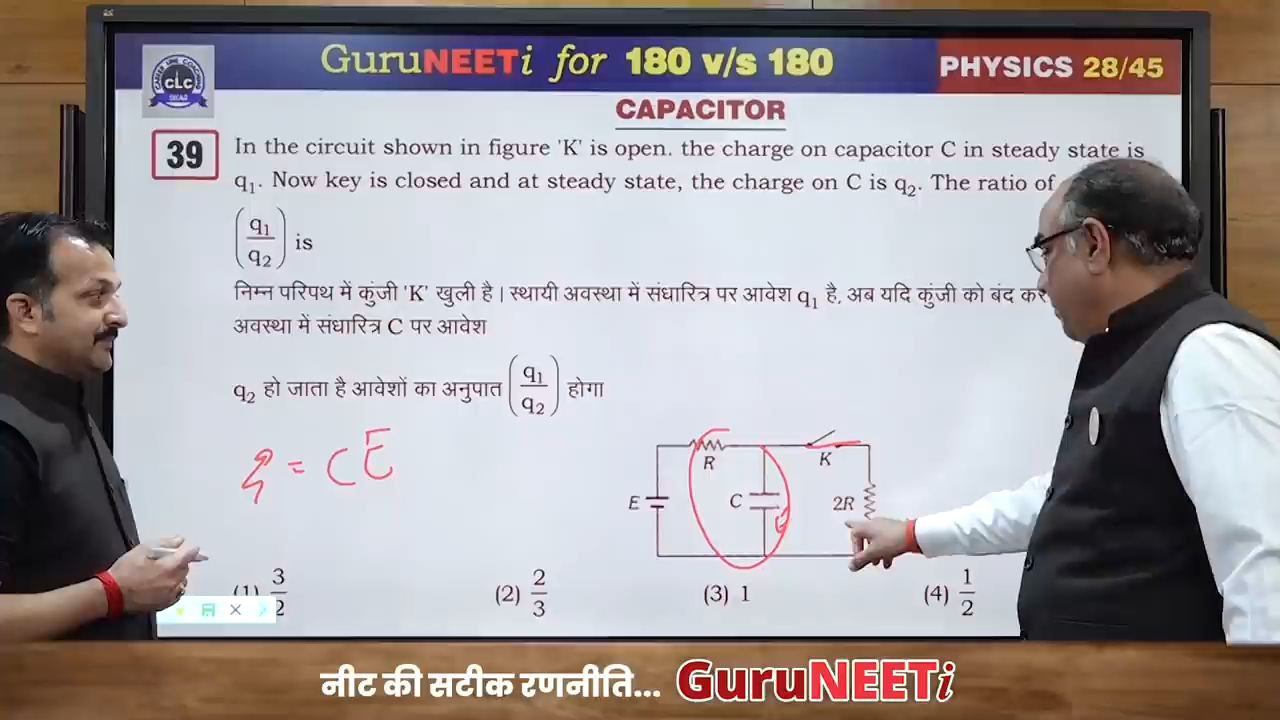 GuruNEETi for 180 v/s 180
PHYSICS 28/45
CLC
CAPACITOR
39
In the circuit shown in figure 'K' is open. the charge on capacitor C in steady state is
q₁. Now key is closed and at steady state, the charge on C is q₂. The ratio of
(q₁/q₂) is
निम्न परिपथ में कुंजी 'K' खुली है। स्थायी अवस्था में संधारित्र पर आवेश q₁ है, अब यदि कुंजी को बंद कर
अवस्था में संधारित्र C पर आवेश
q₂ हो जाता है आवेशों का अनुपात (q₁/q₂) होगा
= CE
R
K
E
C
2R
(1) 3/2
(2) 2/3
(3) 1
(4) 1/2
नीट की सटीक रणनीति... GuruNEETi